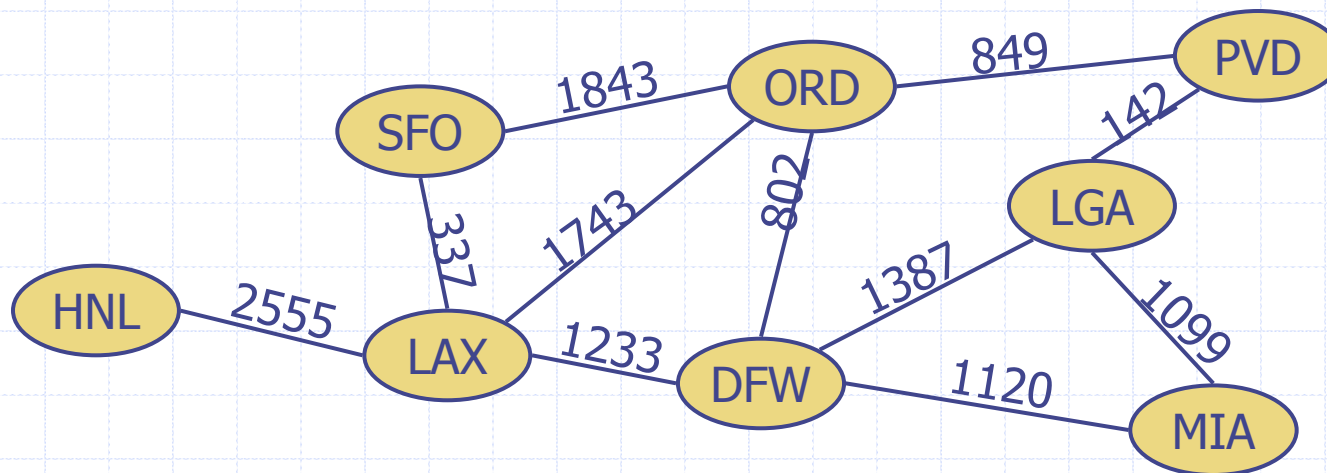 PVD
849
ORD
1843
142
SFO
802
LGA
1743
337
1387
HNL
2555
1099
LAX
1233
DFW
1120
MIA